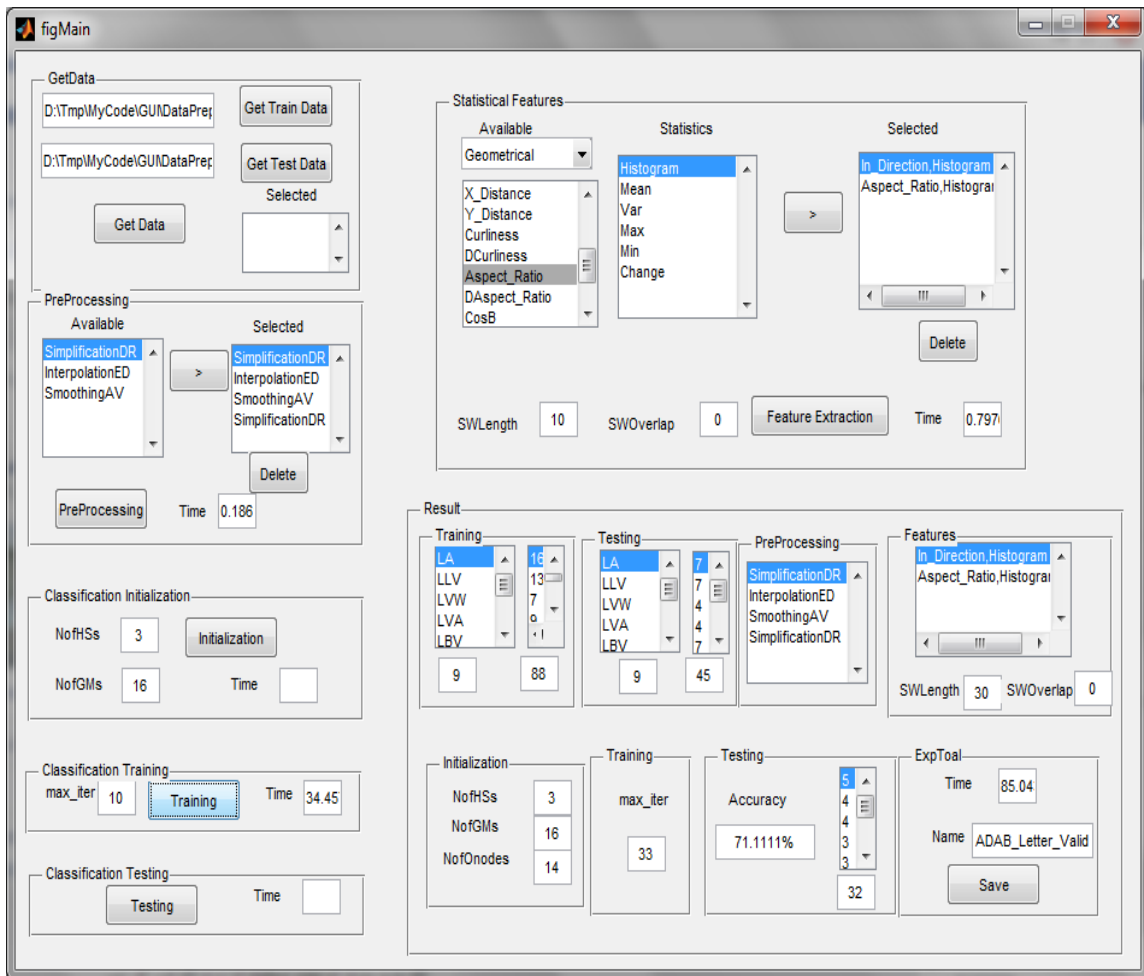 figMain
GetData
D:\Tmp\MyCode\GUI\DataPrep
Get Train Data
D:\Tmp\MyCode\GUI\DataPrep
Get Test Data
Selected
Get Data
PreProcessing
Available
Selected
SimplificationDR
InterpolationED
SmoothingAV
>
SimplificationDR
InterpolationED
SmoothingAV
SimplificationDR
Delete
PreProcessing
Time
0.186
Classification Initialization
NofHSs
3
Initialization
NofGMs
16
Time
Classification Training
max_iter
10
Training
Time
34.45
Classification Testing
Testing
Time
Statistical Features
Available
Statistics
Selected
Geometrical
X_Distance
Y_Distance
Curliness
DCurliness
Aspect_Ratio
DAspect_Ratio
CosB
Histogram
Mean
Var
Max
Min
Change
>
In_Direction,Histogram
Aspect_Ratio,Histogram
Delete
SWLength
10
SWOverlap
0
Feature Extraction
Time
0.797
Result
Training
LA
LLV
LVW
LVA
LBV
16
13
7
9
9
88
Testing
LA
LLV
LVW
LVA
LBV
7
7
4
4
7
9
45
PreProcessing
SimplificationDR
InterpolationED
SmoothingAV
SimplificationDR
Features
In_Direction,Histogram
Aspect_Ratio,Histogram
SWLength
30
SWOverlap
0
Initialization
NofHSs
3
NofGMs
16
NofOnodes
14
Training
max_iter
33
Testing
Accuracy
71.1111%
5
4
4
3
3
32
ExpToal
Time
85.04
Name
ADAB_Letter_Valid
Save